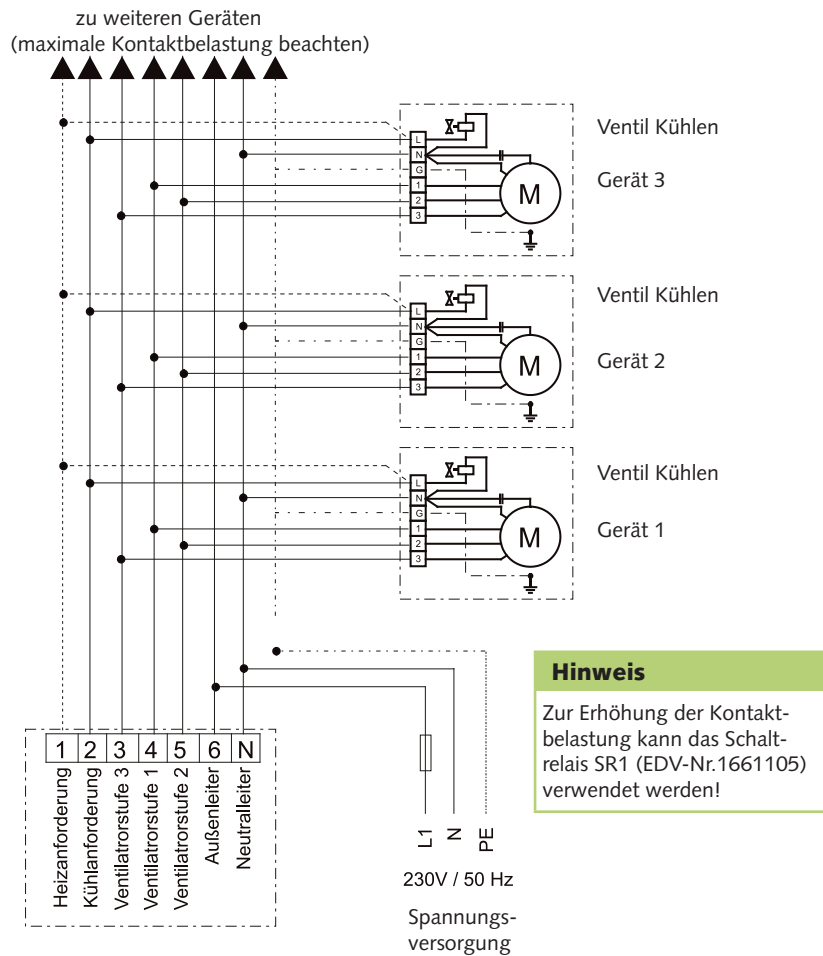 zu weiteren Geräten
(maximale Kontaktbelastung beachten)
L
N
G
1
2
3
M
Ventil Kühlen
Gerät 3
L
N
G
1
2
3
M
Ventil Kühlen
Gerät 2
L
N
G
1
2
3
M
Ventil Kühlen
Gerät 1
Hinweis
Zur Erhöhung der Kontakt-
belastung kann das Schalt-
relais SR1 (EDV-Nr.1661105)
verwendet werden!
1 2 3 4 5 6 N
Heizanforderung
Kühlanforderung
Ventilatrorstufe 3
Ventilatrorstufe 1
Ventilatrorstufe 2
Außenleiter
Neutralleiter
L1
N
PE
230V / 50 Hz
Spannungs-
versorgung